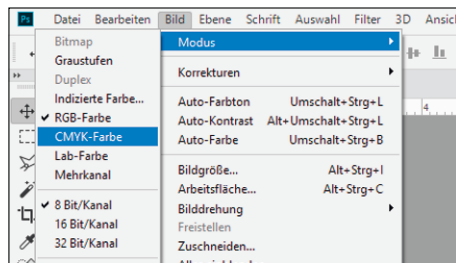 Ps Datei Bearbeiten Bild Ebene Schrift Auswahl Filter 3D Ansic
Bitmap
Graustufen
Duplex
Indizierte Farbe...
RGB-Farbe
CMYK-Farbe
Lab-Farbe
Mehrkanal
8 Bit/Kanal
16 Bit/Kanal
32 Bit/Kanal
Modus
Korrekturen
Auto-Farbton Umschalt+Strg+L
Auto-Kontrast Alt+Umschalt+Strg+L
Auto-Farbe Umschalt+Strg+B
Bildgröße... Alt+Strg+I
Arbeitsfläche... Alt+Strg+C
Bilddrehung
Freistellen
Zuschneiden...
4